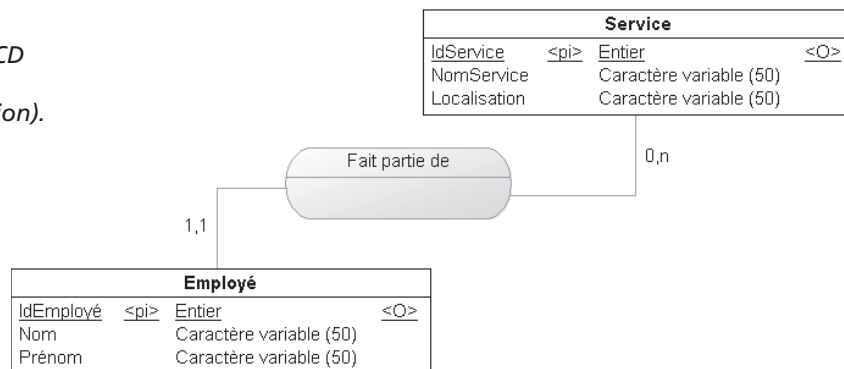 CD
ion).
Service
IdService <pi> Entier <O>
NomService Caractère variable (50)
Localisation Caractère variable (50)
Fait partie de
0,n
1,1
Employé
IdEmployé <pi> Entier <O>
Nom Caractère variable (50)
Prénom Caractère variable (50)